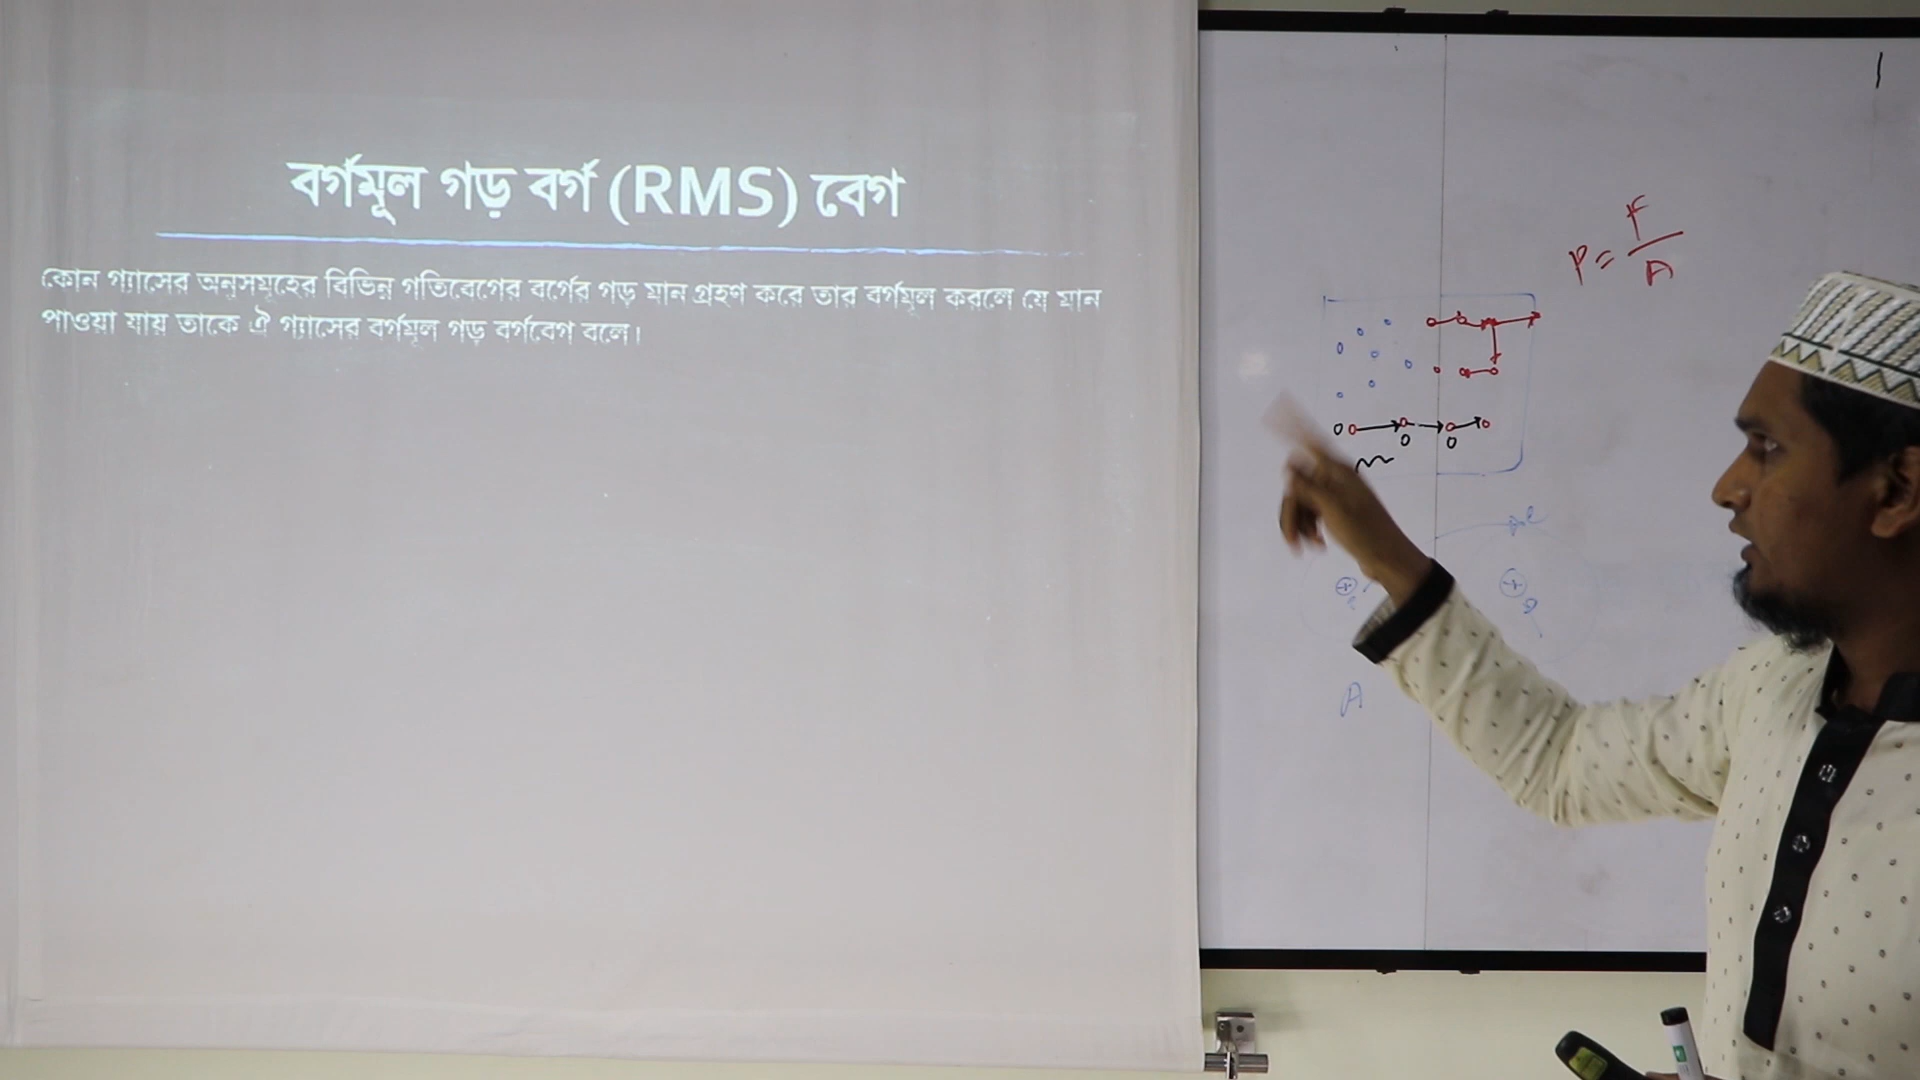 বর্গমূল গড় বর্গ (RMS) বেগ
কোন গ্যাসের অনুসমূহের বিভিন্ন গতিবেগের বর্গের গড় মান গ্রহণ করে তার বর্গমূল করলে যে মান
পাওয়া যায় তাকে ঐ গ্যাসের বর্গমূল গড় বর্গবেগ বলে।
P = F/A
A